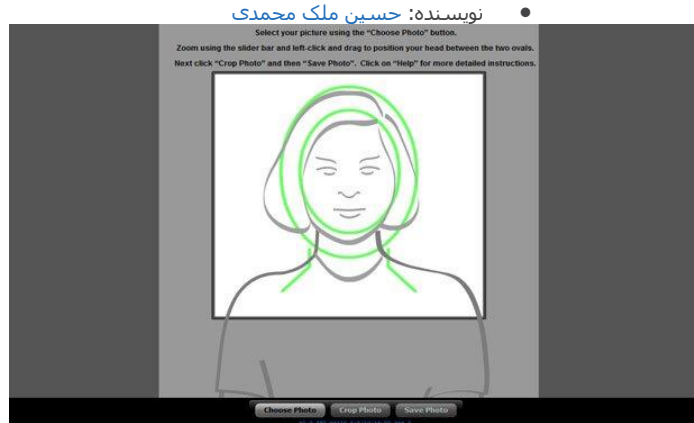 ● نویسنده: حسین ملک محمدی
Select your picture using the “Choose Photo” button.
Zoom using the slider bar and left-click and drag to position your head between the two ovals.
Next click “Crop Photo” and then “Save Photo”. Click on “Help” for more detailed instructions.
Choose Photo Crop Photo Save Photo